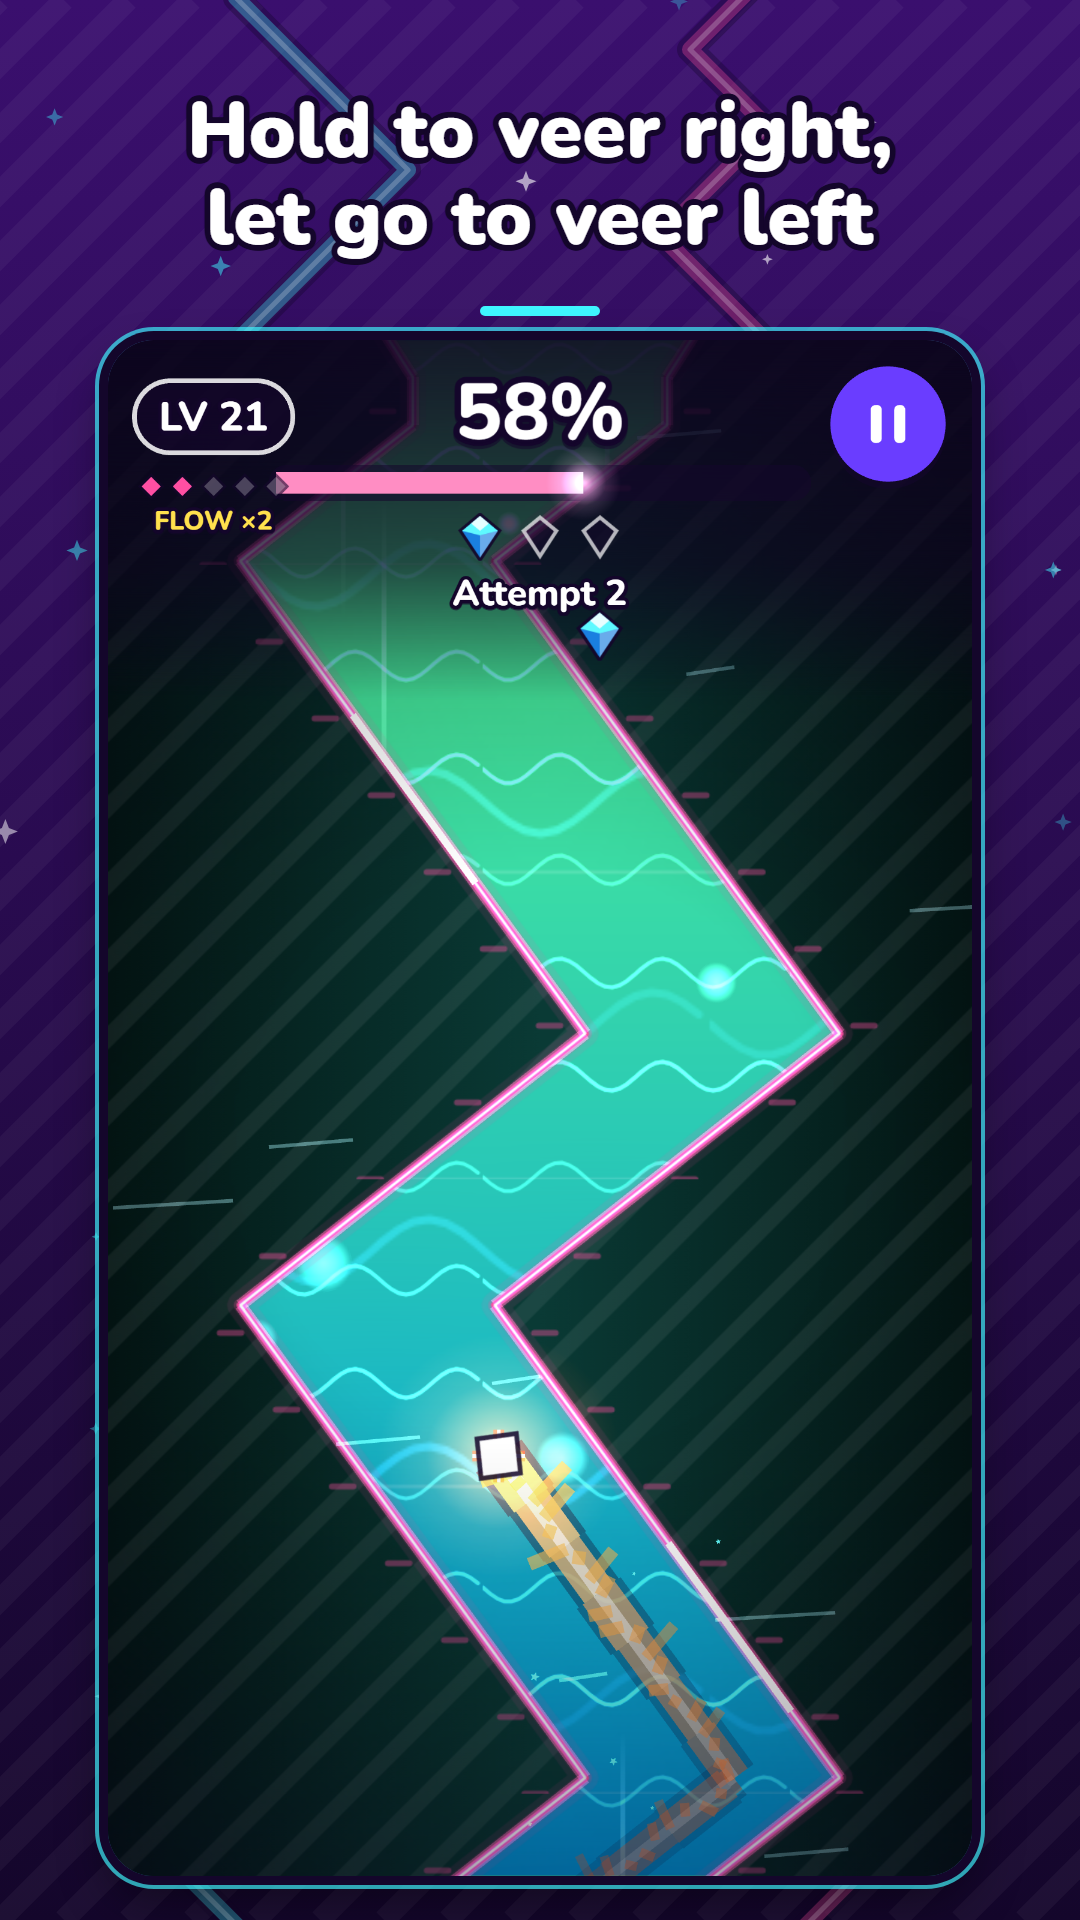 Hold to veer right,
let go to veer left
LV 21
58%
FLOW ×2
Attempt 2